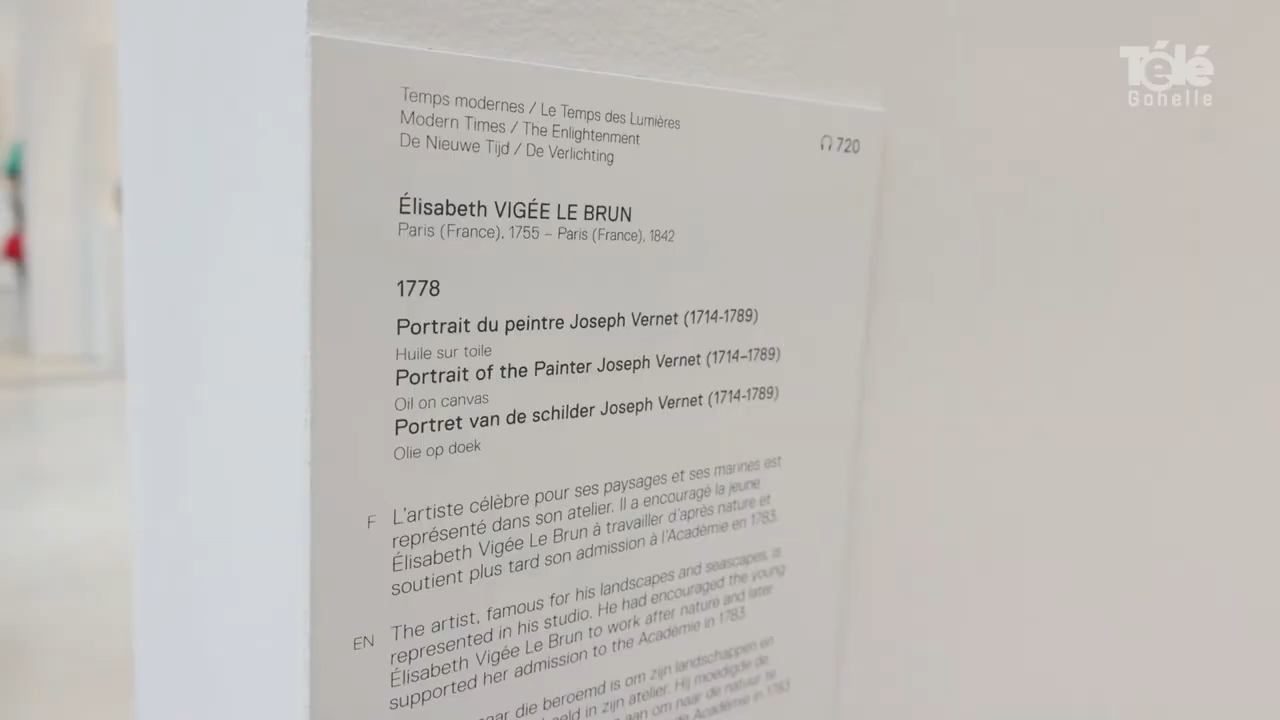 Télé
Gohelle
Temps modernes / Le Temps des Lumières
Modern Times / The Enlightenment
De Nieuwe Tijd / De Verlichting
720
Élisabeth VIGÉE LE BRUN
Paris (France), 1755 – Paris (France), 1842
1778
Portrait du peintre Joseph Vernet (1714-1789)
Huile sur toile
Portrait of the Painter Joseph Vernet (1714–1789)
Oil on canvas
Portret van de schilder Joseph Vernet (1714-1789)
Olie op doek
F L'artiste célèbre pour ses paysages et ses marines est
représenté dans son atelier. Il a encouragé la jeune
Élisabeth Vigée Le Brun à travailler d'après nature et
soutient plus tard son admission à l'Académie en 1783.
EN The artist, famous for his landscapes and seascapes, is
represented in his studio. He had encouraged the young
Élisabeth Vigée Le Brun to work after nature and later
supported her admission to the Académie in 1783.
die beroemd is om zijn landschappen en
in zijn atelier. Hij moedigde de
aan om naar de natuur te
Académie in 1783